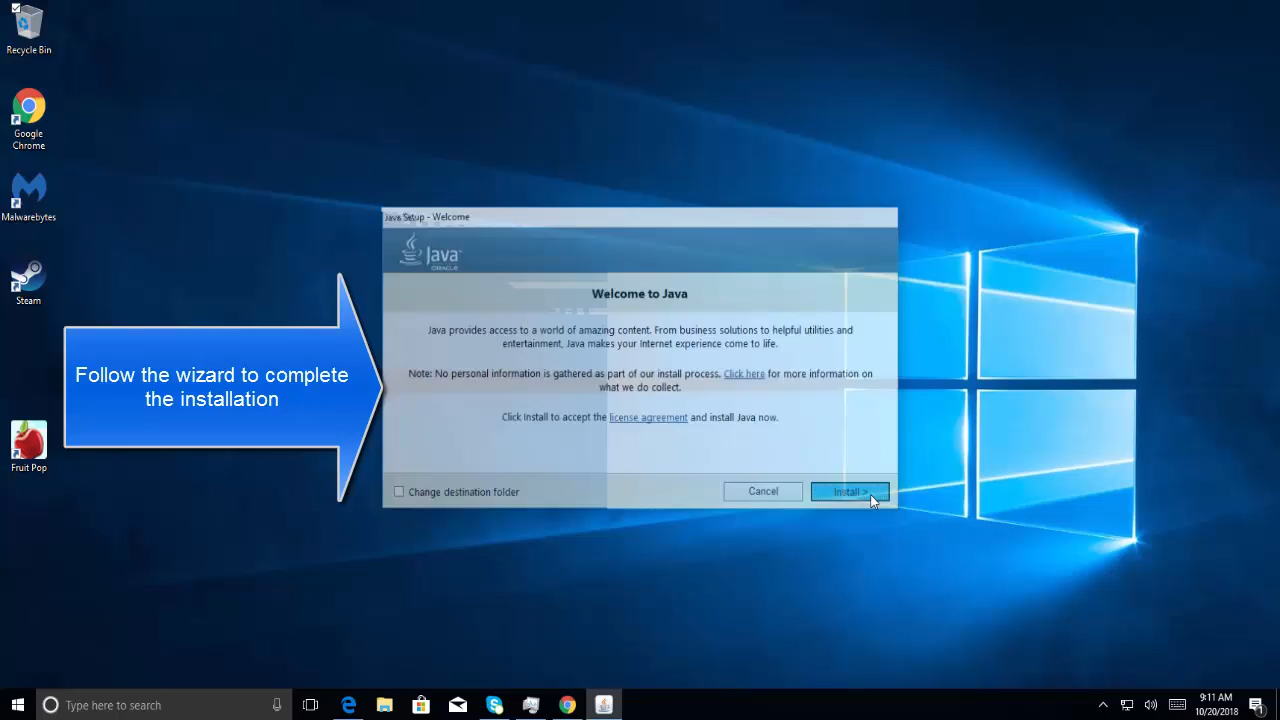 Recycle Bin
Google
Chrome
Malwarebytes
Steam
Fruit Pop
Follow the wizard to complete
the installation
Java Setup - Welcome
Java
ORACLE
Welcome to Java
Java provides access to a world of amazing content. From business solutions to helpful utilities and
entertainment, Java makes your Internet experience come to life.
Note: No personal information is gathered as part of our install process. Click here for more information on
what we do collect.
Click Install to accept the license agreement and install Java now.
Change destination folder
Cancel
Install >
Type here to search
9:11 AM
10/20/2018
1